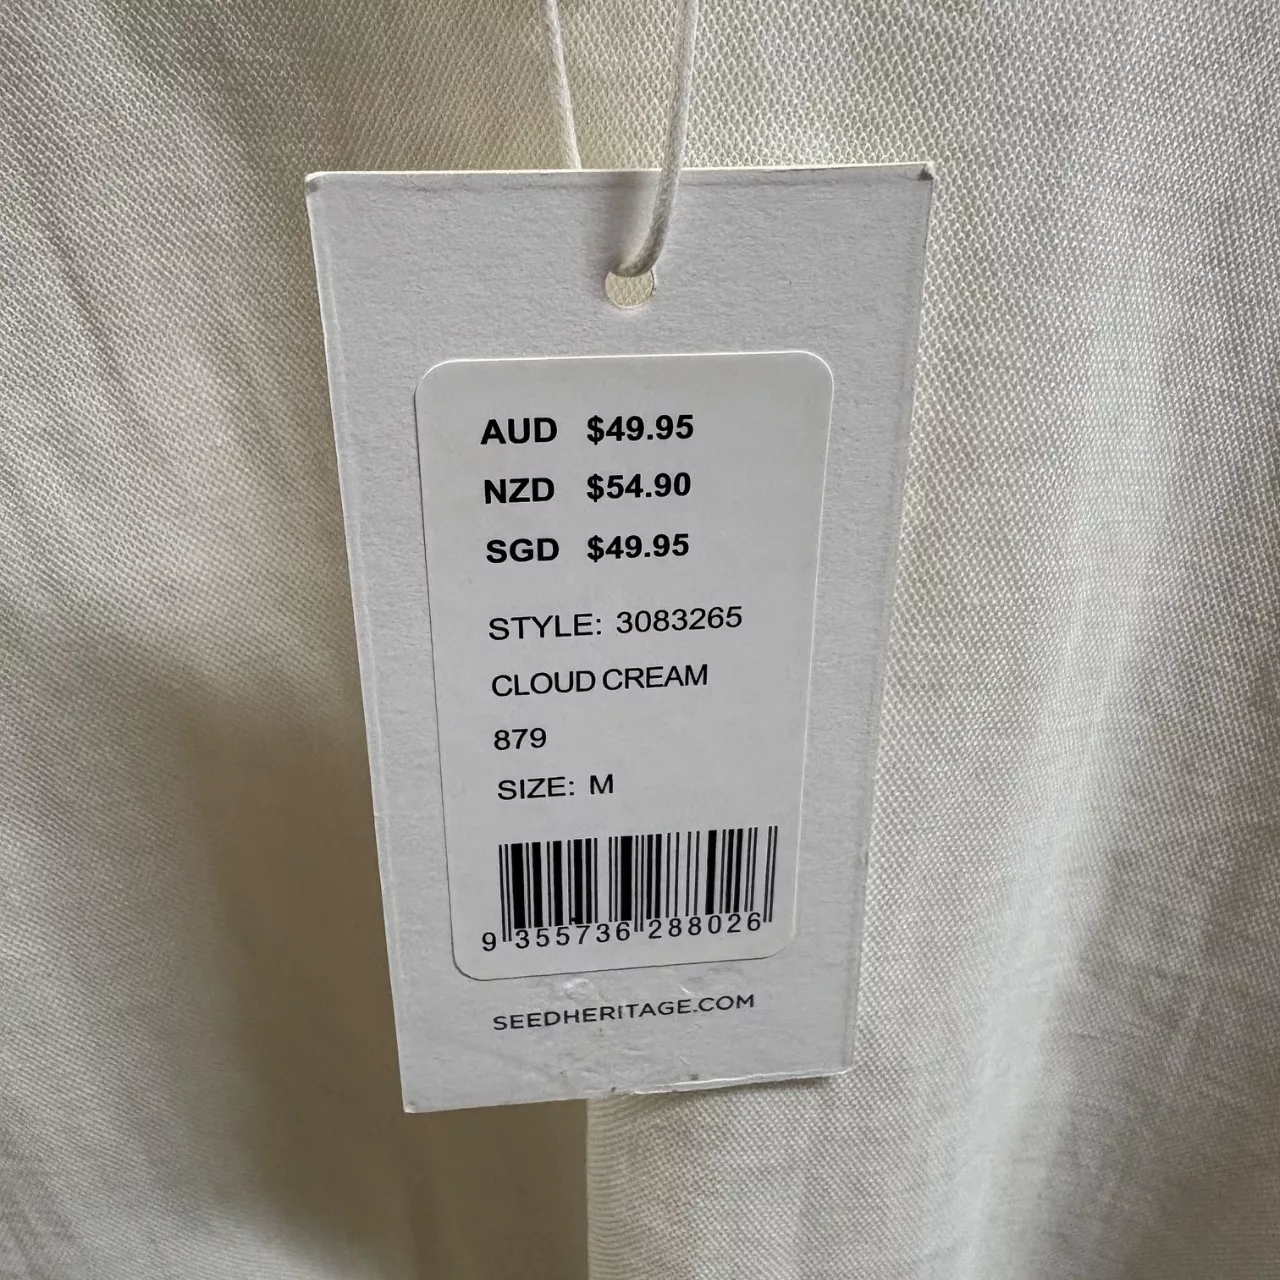 AUD $49.95
NZD $54.90
SGD $49.95
STYLE: 3083265
CLOUD CREAM
879
SIZE: M
9 355736 288026
SEEDHERITAGE.COM